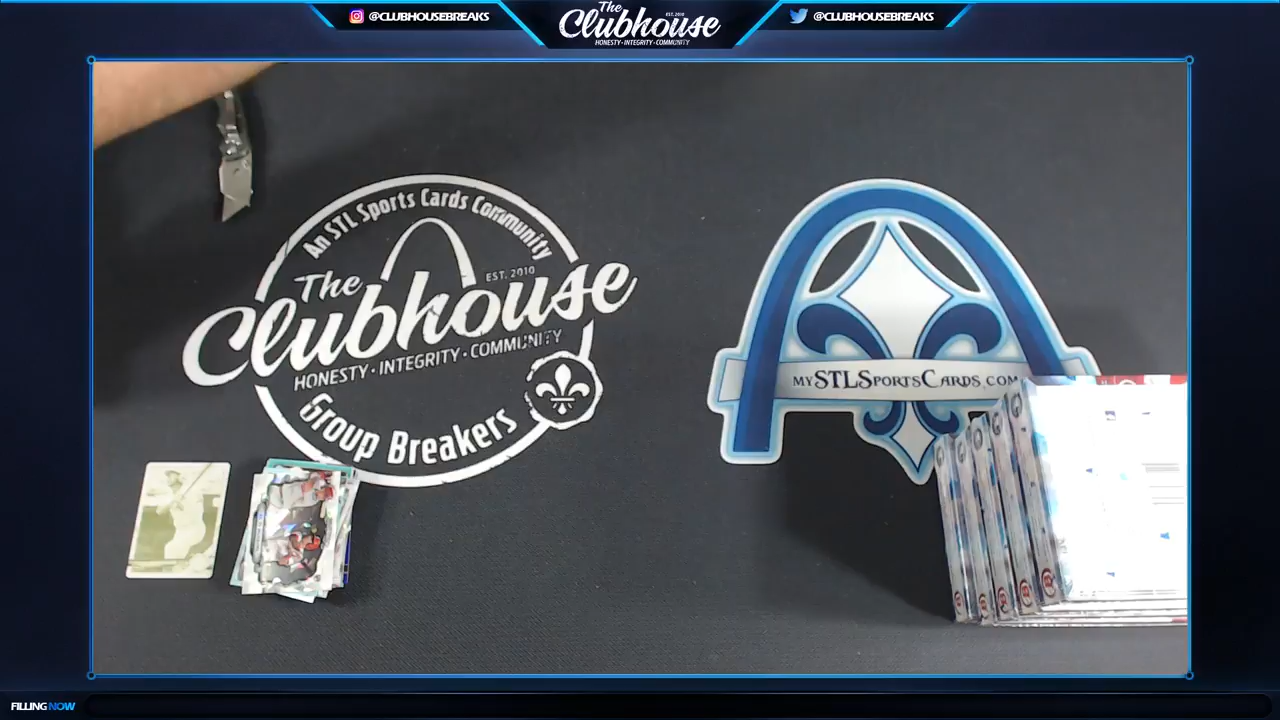 @CLUBHOUSEBREAKS
The
EST. 2010
Clubhouse
HONESTY•INTEGRITY•COMMUNITY
@CLUBHOUSEBREAKS
An STL Sports Cards Community
The
EST. 2010
Clubhouse
HONESTY • INTEGRITY • COMMUNITY
Group Breakers
MYSTLSPORTSCARDS.COM
FILLING NOW